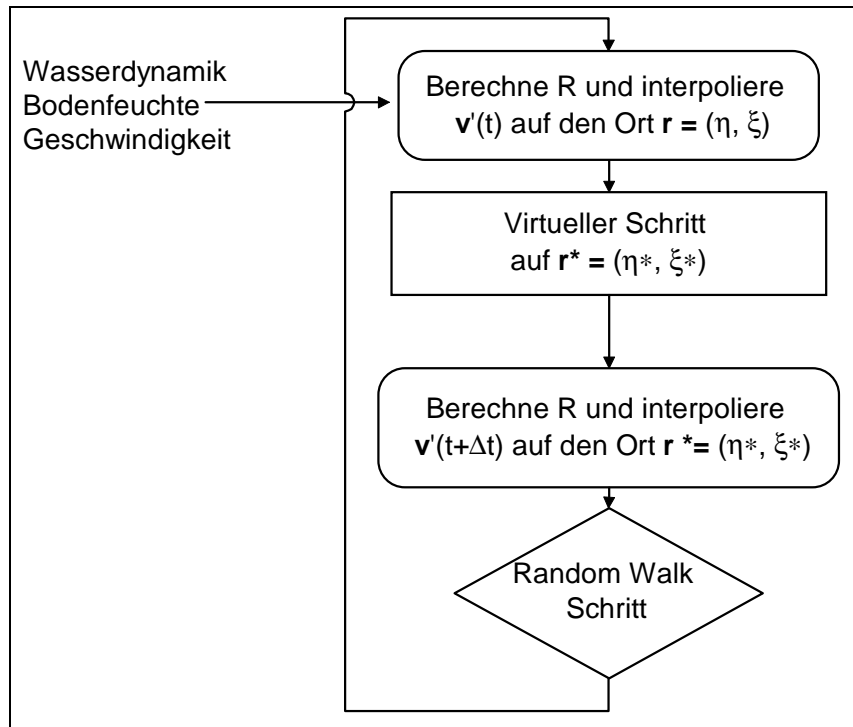 Wasserdynamik
Bodenfeuchte
Geschwindigkeit
Berechne R und interpoliere
v'(t) auf den Ort r = (η, ξ)
Virtueller Schritt
auf r* = (η*, ξ*)
Berechne R und interpoliere
v'(t+Δt) auf den Ort r *= (η*, ξ*)
Random Walk
Schritt